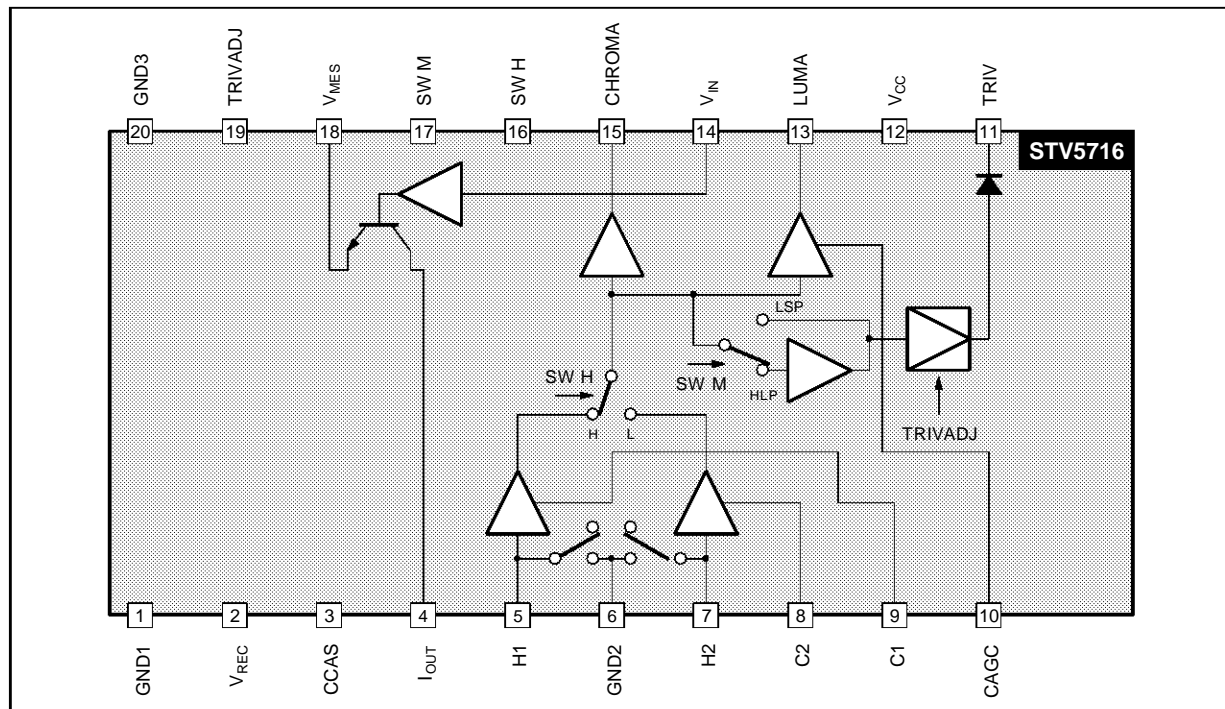 GND3
TRIVADJ
VMES
SW M
SW H
CHROMA
VIN
LUMA
VCC
TRIV
20
19
18
17
16
15
14
13
12
11
STV5716
LSP
SW H
SW M
HLP
H
L
TRIVADJ
1
2
3
4
5
6
7
8
9
10
GND1
VREC
CCAS
IOUT
H1
GND2
H2
C2
C1
CAGC